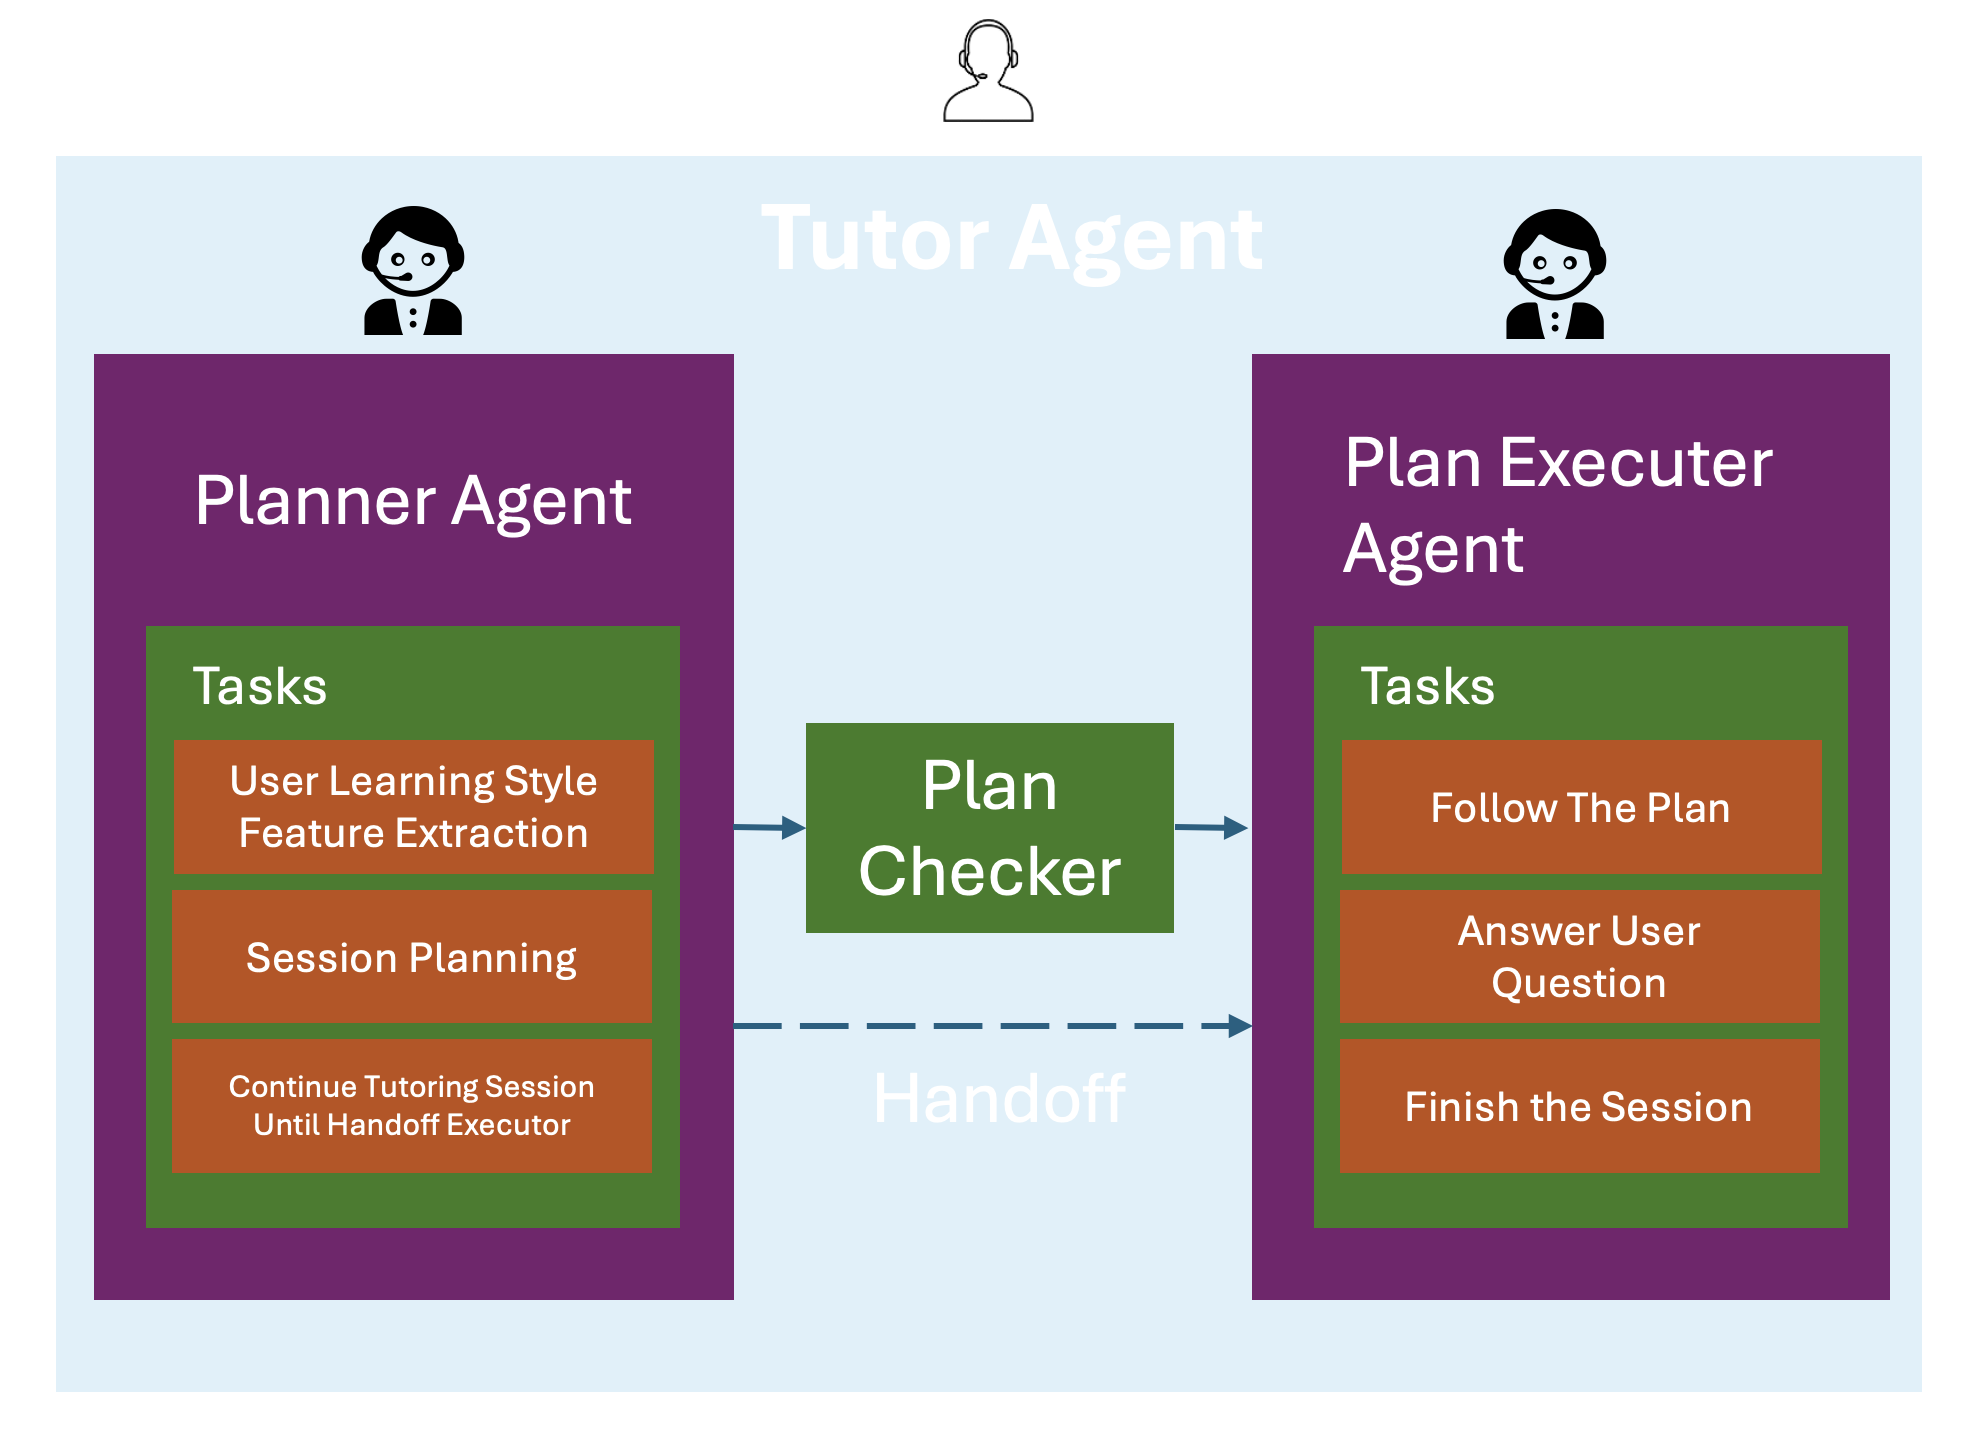 Tutor Agent
Planner Agent
Tasks
User Learning Style
Feature Extraction
Session Planning
Continue Tutoring Session
Until Handoff Executor
Plan
Checker
Handoff
Plan Executer
Agent
Tasks
Follow The Plan
Answer User
Question
Finish the Session